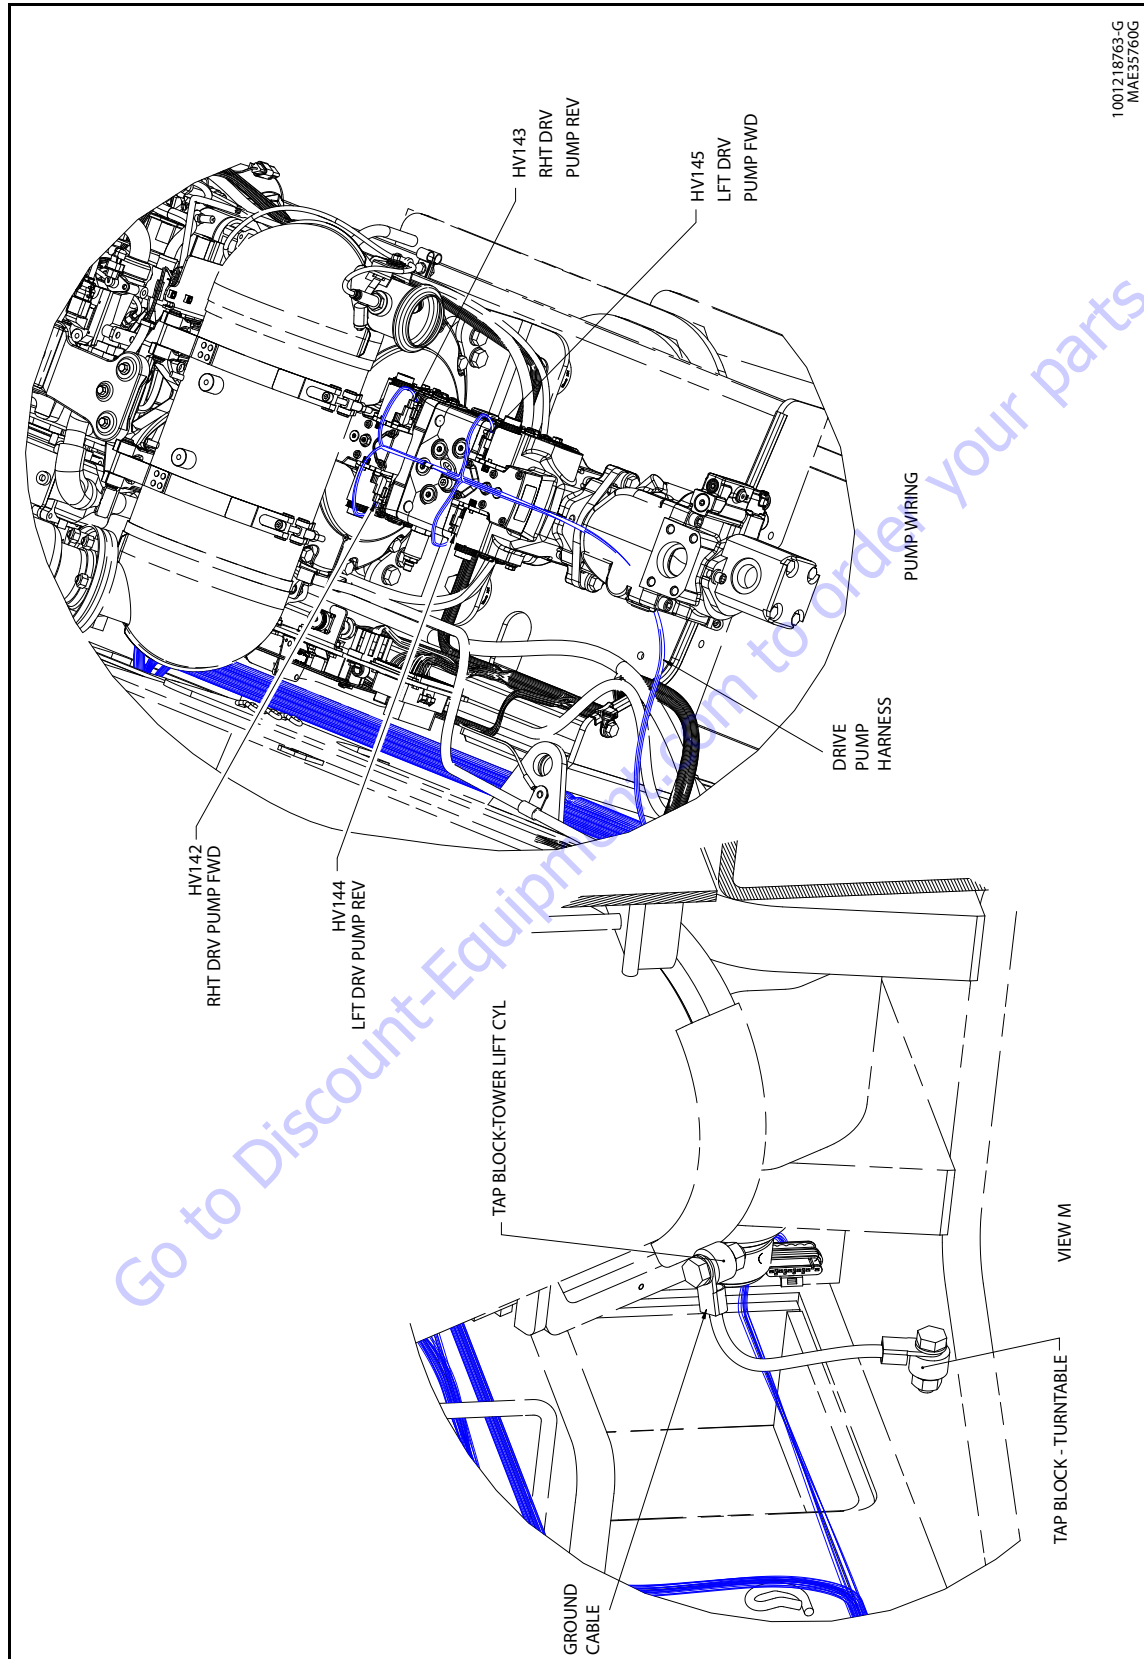 HV142
RHT DRV PUMP FWD
HV144
LFT DRV PUMP REV
HV143
RHT DRV
PUMP REV
HV145
LFT DRV
PUMP FWD
DRIVE
PUMP
HARNESS
PUMP WIRING
TAP BLOCK-TOWER LIFT CYL
GROUND
CABLE
TAP BLOCK - TURNTABLE
VIEW M
1001218763-G
MAE35760G
Go to Discount-Equipment.com to order your parts